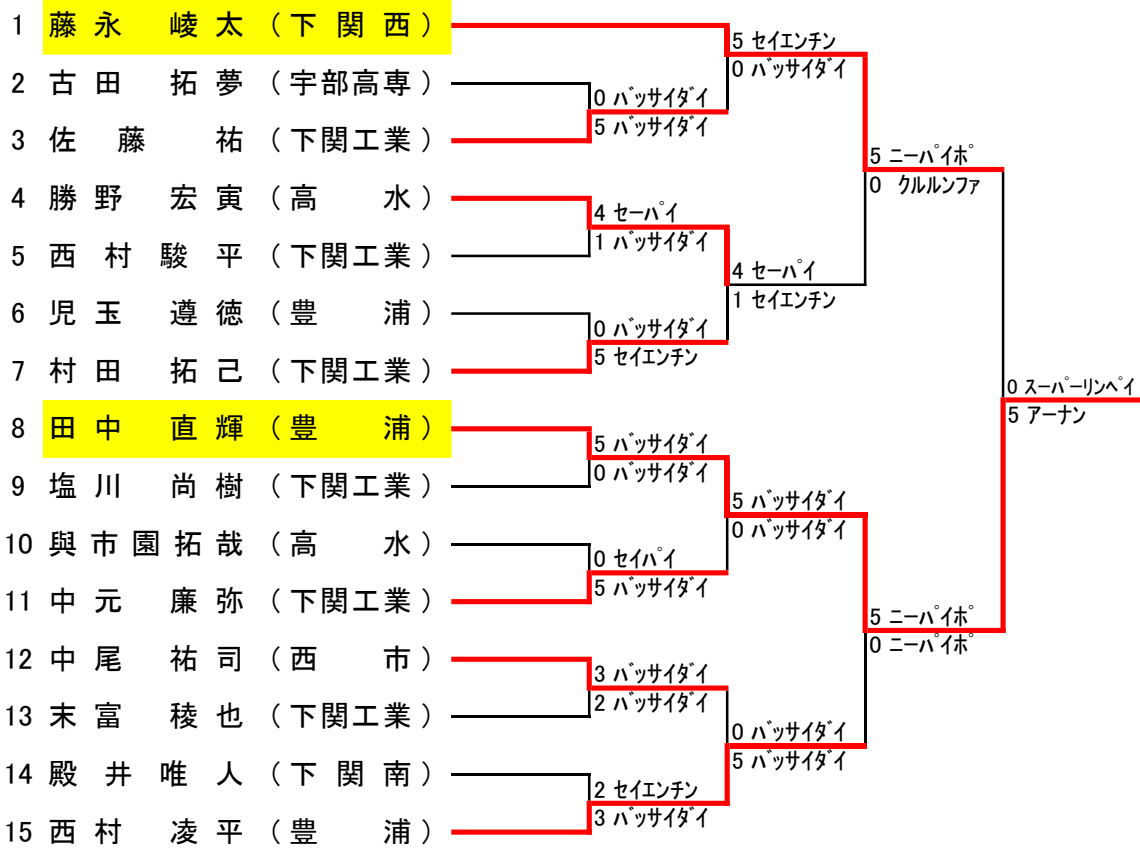 1 藤永 崚太（下関西）
5 セイエンチン
0 バッサイダイ
2 古田 拓夢（宇部高専）
0 バッサイダイ
5 バッサイダイ
3 佐藤 祐（下関工業）
5 ニーパイポ
0 クルルンファ
4 勝野 宏寅（高水）
4 セーパイ
1 バッサイダイ
5 西村駿平（下関工業）
4 セーパイ
1 セイエンチン
6 児玉 遵徳（豊浦）
0 バッサイダイ
5 セイエンチン
7 村田 拓己（下関工業）
0 スーパーリンペイ
5 アーナン
8 田中 直輝（豊浦）
5 バッサイダイ
0 バッサイダイ
9 塩川 尚樹（下関工業）
5 バッサイダイ
0 バッサイダイ
10 與市園拓哉（高水）
0 セイパイ
5 バッサイダイ
11 中元 廉弥（下関工業）
5 ニーパイポ
0 ニーパイポ
12 中尾 祐司（西市）
3 バッサイダイ
2 バッサイダイ
13 末富 稜也（下関工業）
0 バッサイダイ
5 バッサイダイ
14 殿井唯人（下関南）
2 セイエンチン
3 バッサイダイ
15 西村 凌平（豊浦）